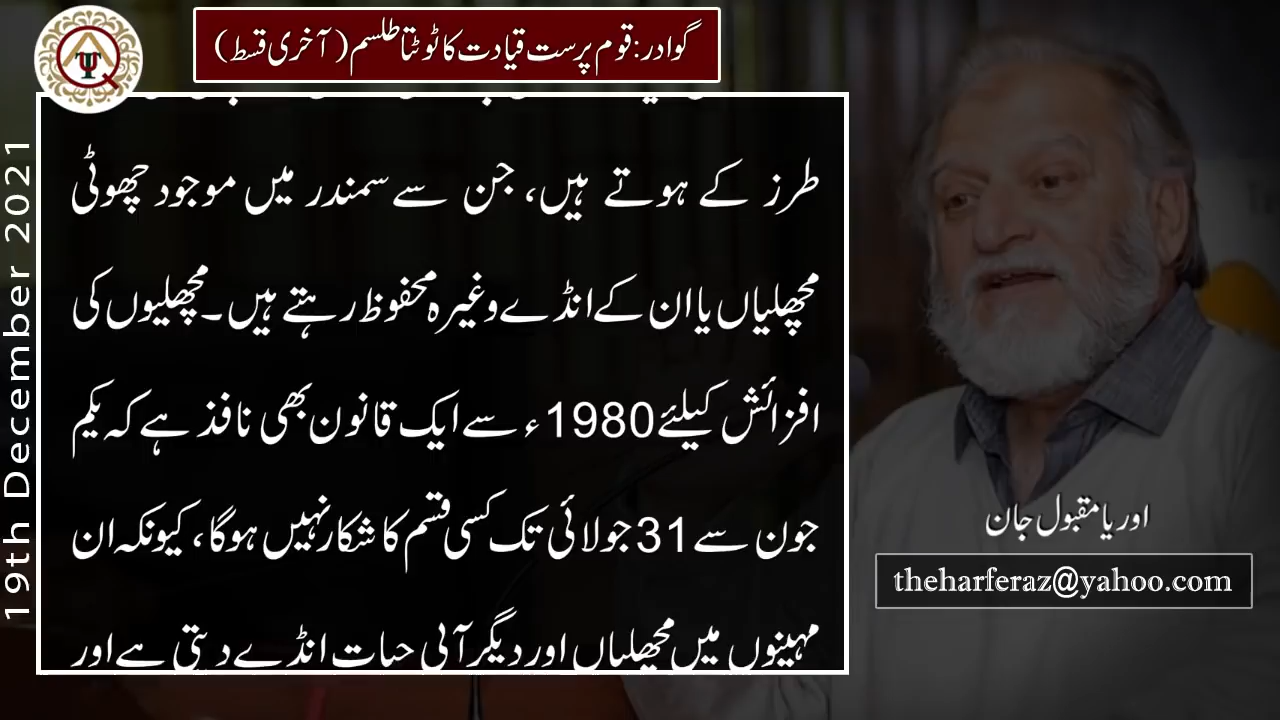 گوادر: قوم پرست قیادت کا ٹوٹتا طلسم (آخری قسط)
طرز کے ہوتے ہیں، جن سے سمندر میں موجود چھوٹی
مچھلیاں یا ان کے انڈے وغیرہ محفوظ رہتے ہیں۔ مچھلیوں کی
افزائش کیلئے 1980ء سے ایک قانون بھی نافذ ہے کہ یکم
جون سے 31 جولائی تک کسی قسم کا شکار نہیں ہوگا، کیونکہ ان
مہینوں میں مچھلیاں اور دیگر آبی حیات انڈے دیتی ہے اور
19th December 2021
اوریا مقبول جان
theharferaz@yahoo.com